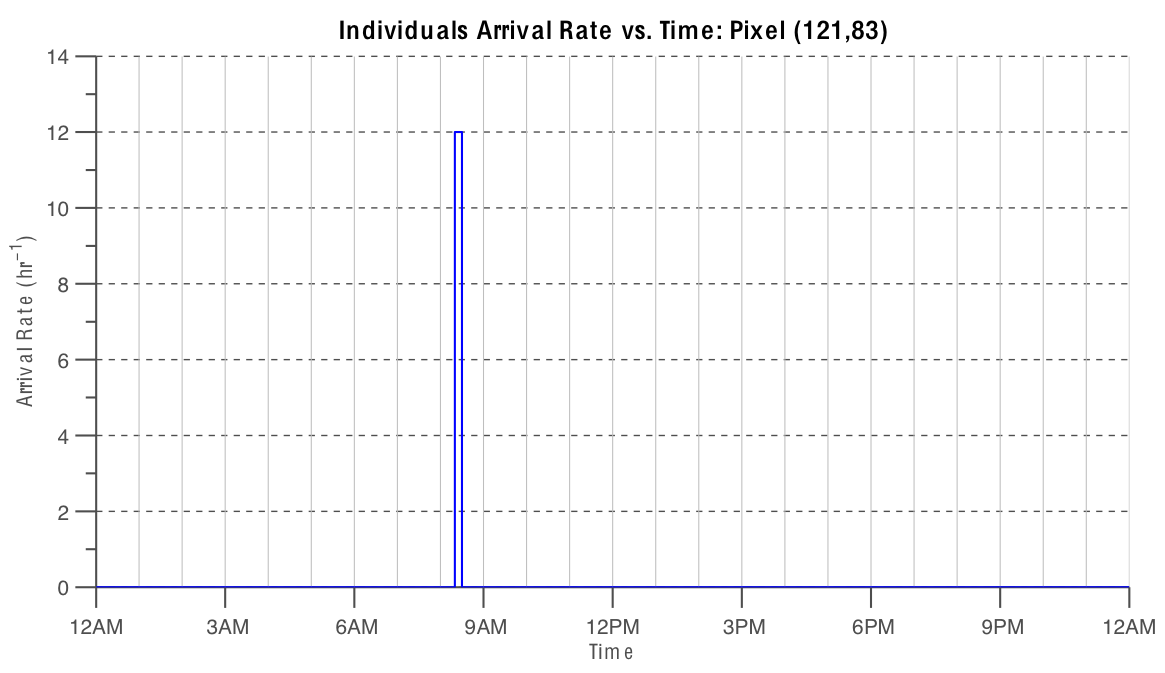 Individuals Arrival Rate vs. Time: Pixel (121,83)
14
12
10
8
6
4
2
0
Arrival Rate (hr⁻¹)
12AM 3AM 6AM 9AM 12PM 3PM 6PM 9PM 12AM
Time